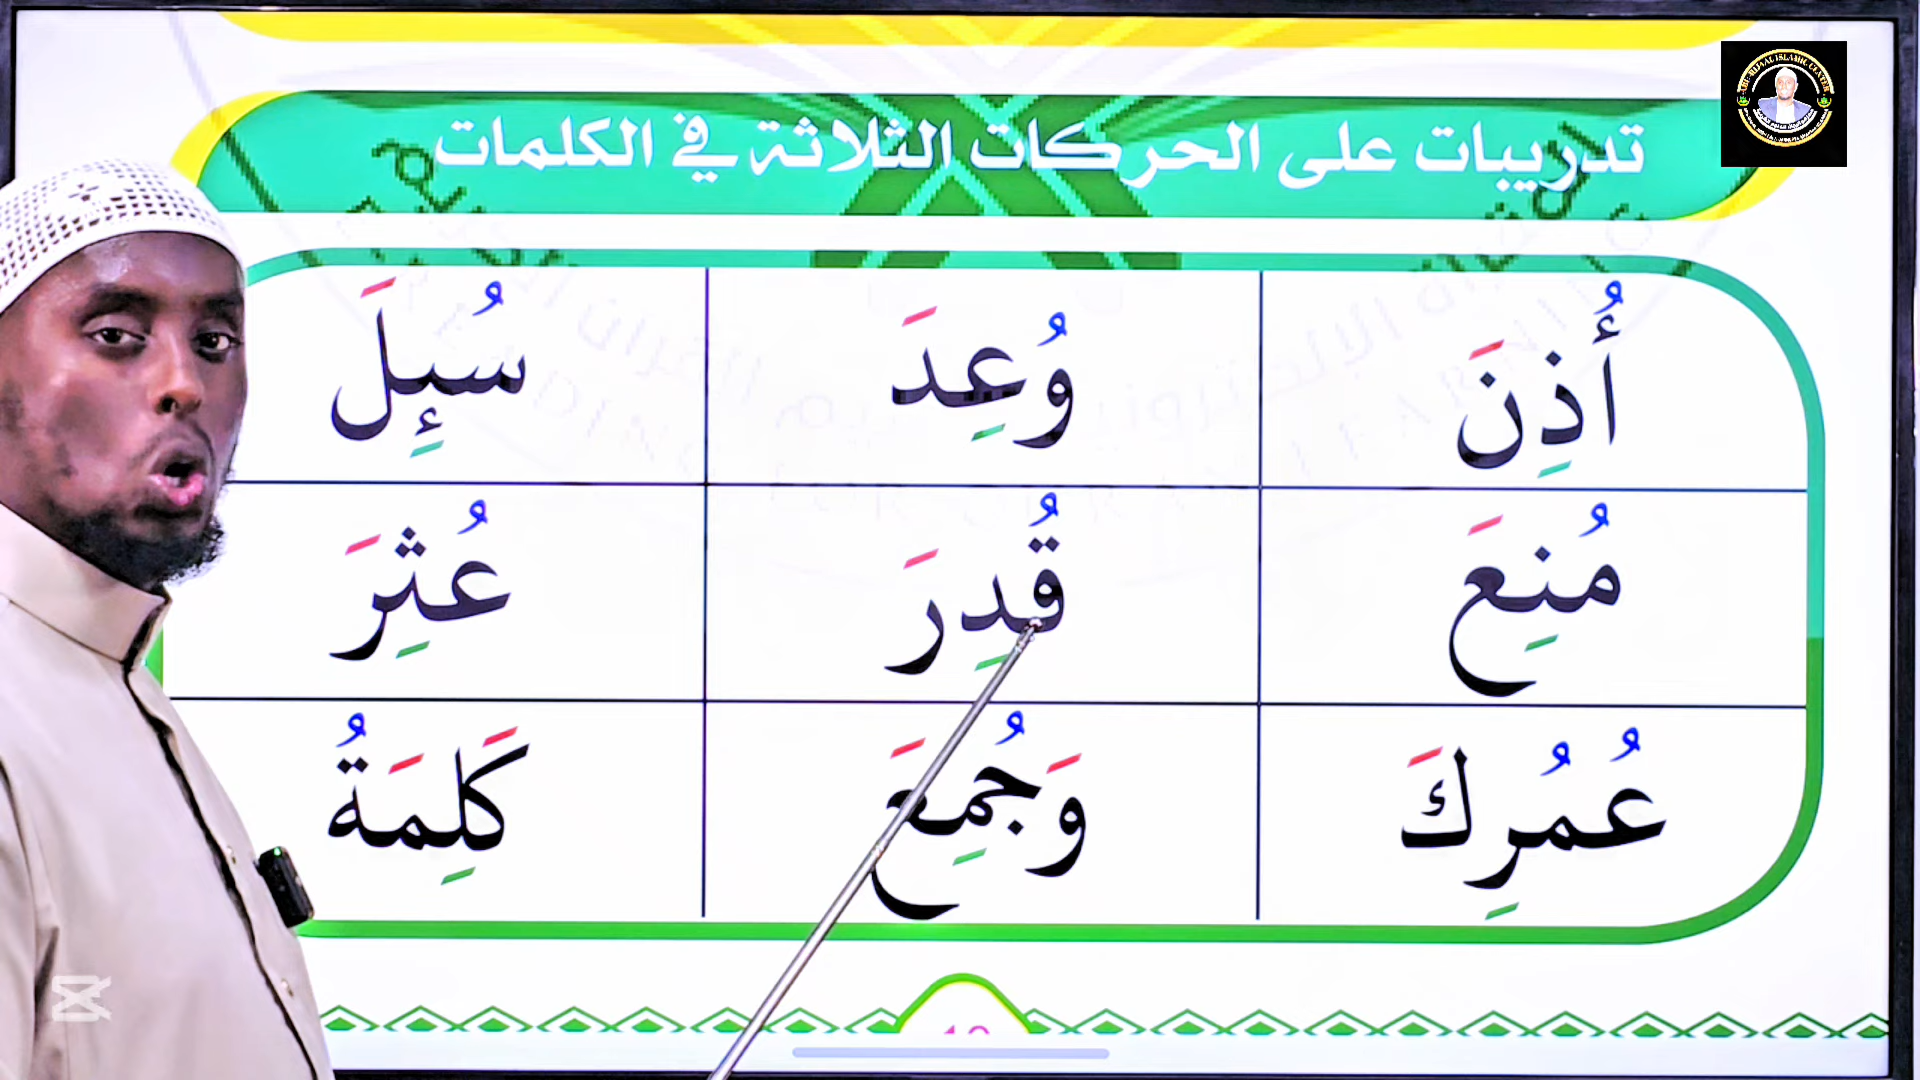 تدريبات على الحركات الثلاثة في الكلمات
أُذِنَ وُعِدَ سُئِلَ
مُنِعَ قُدِرَ عُثِرَ
عُمُرِكَ وَجُمِعَ كَلِمَةُ